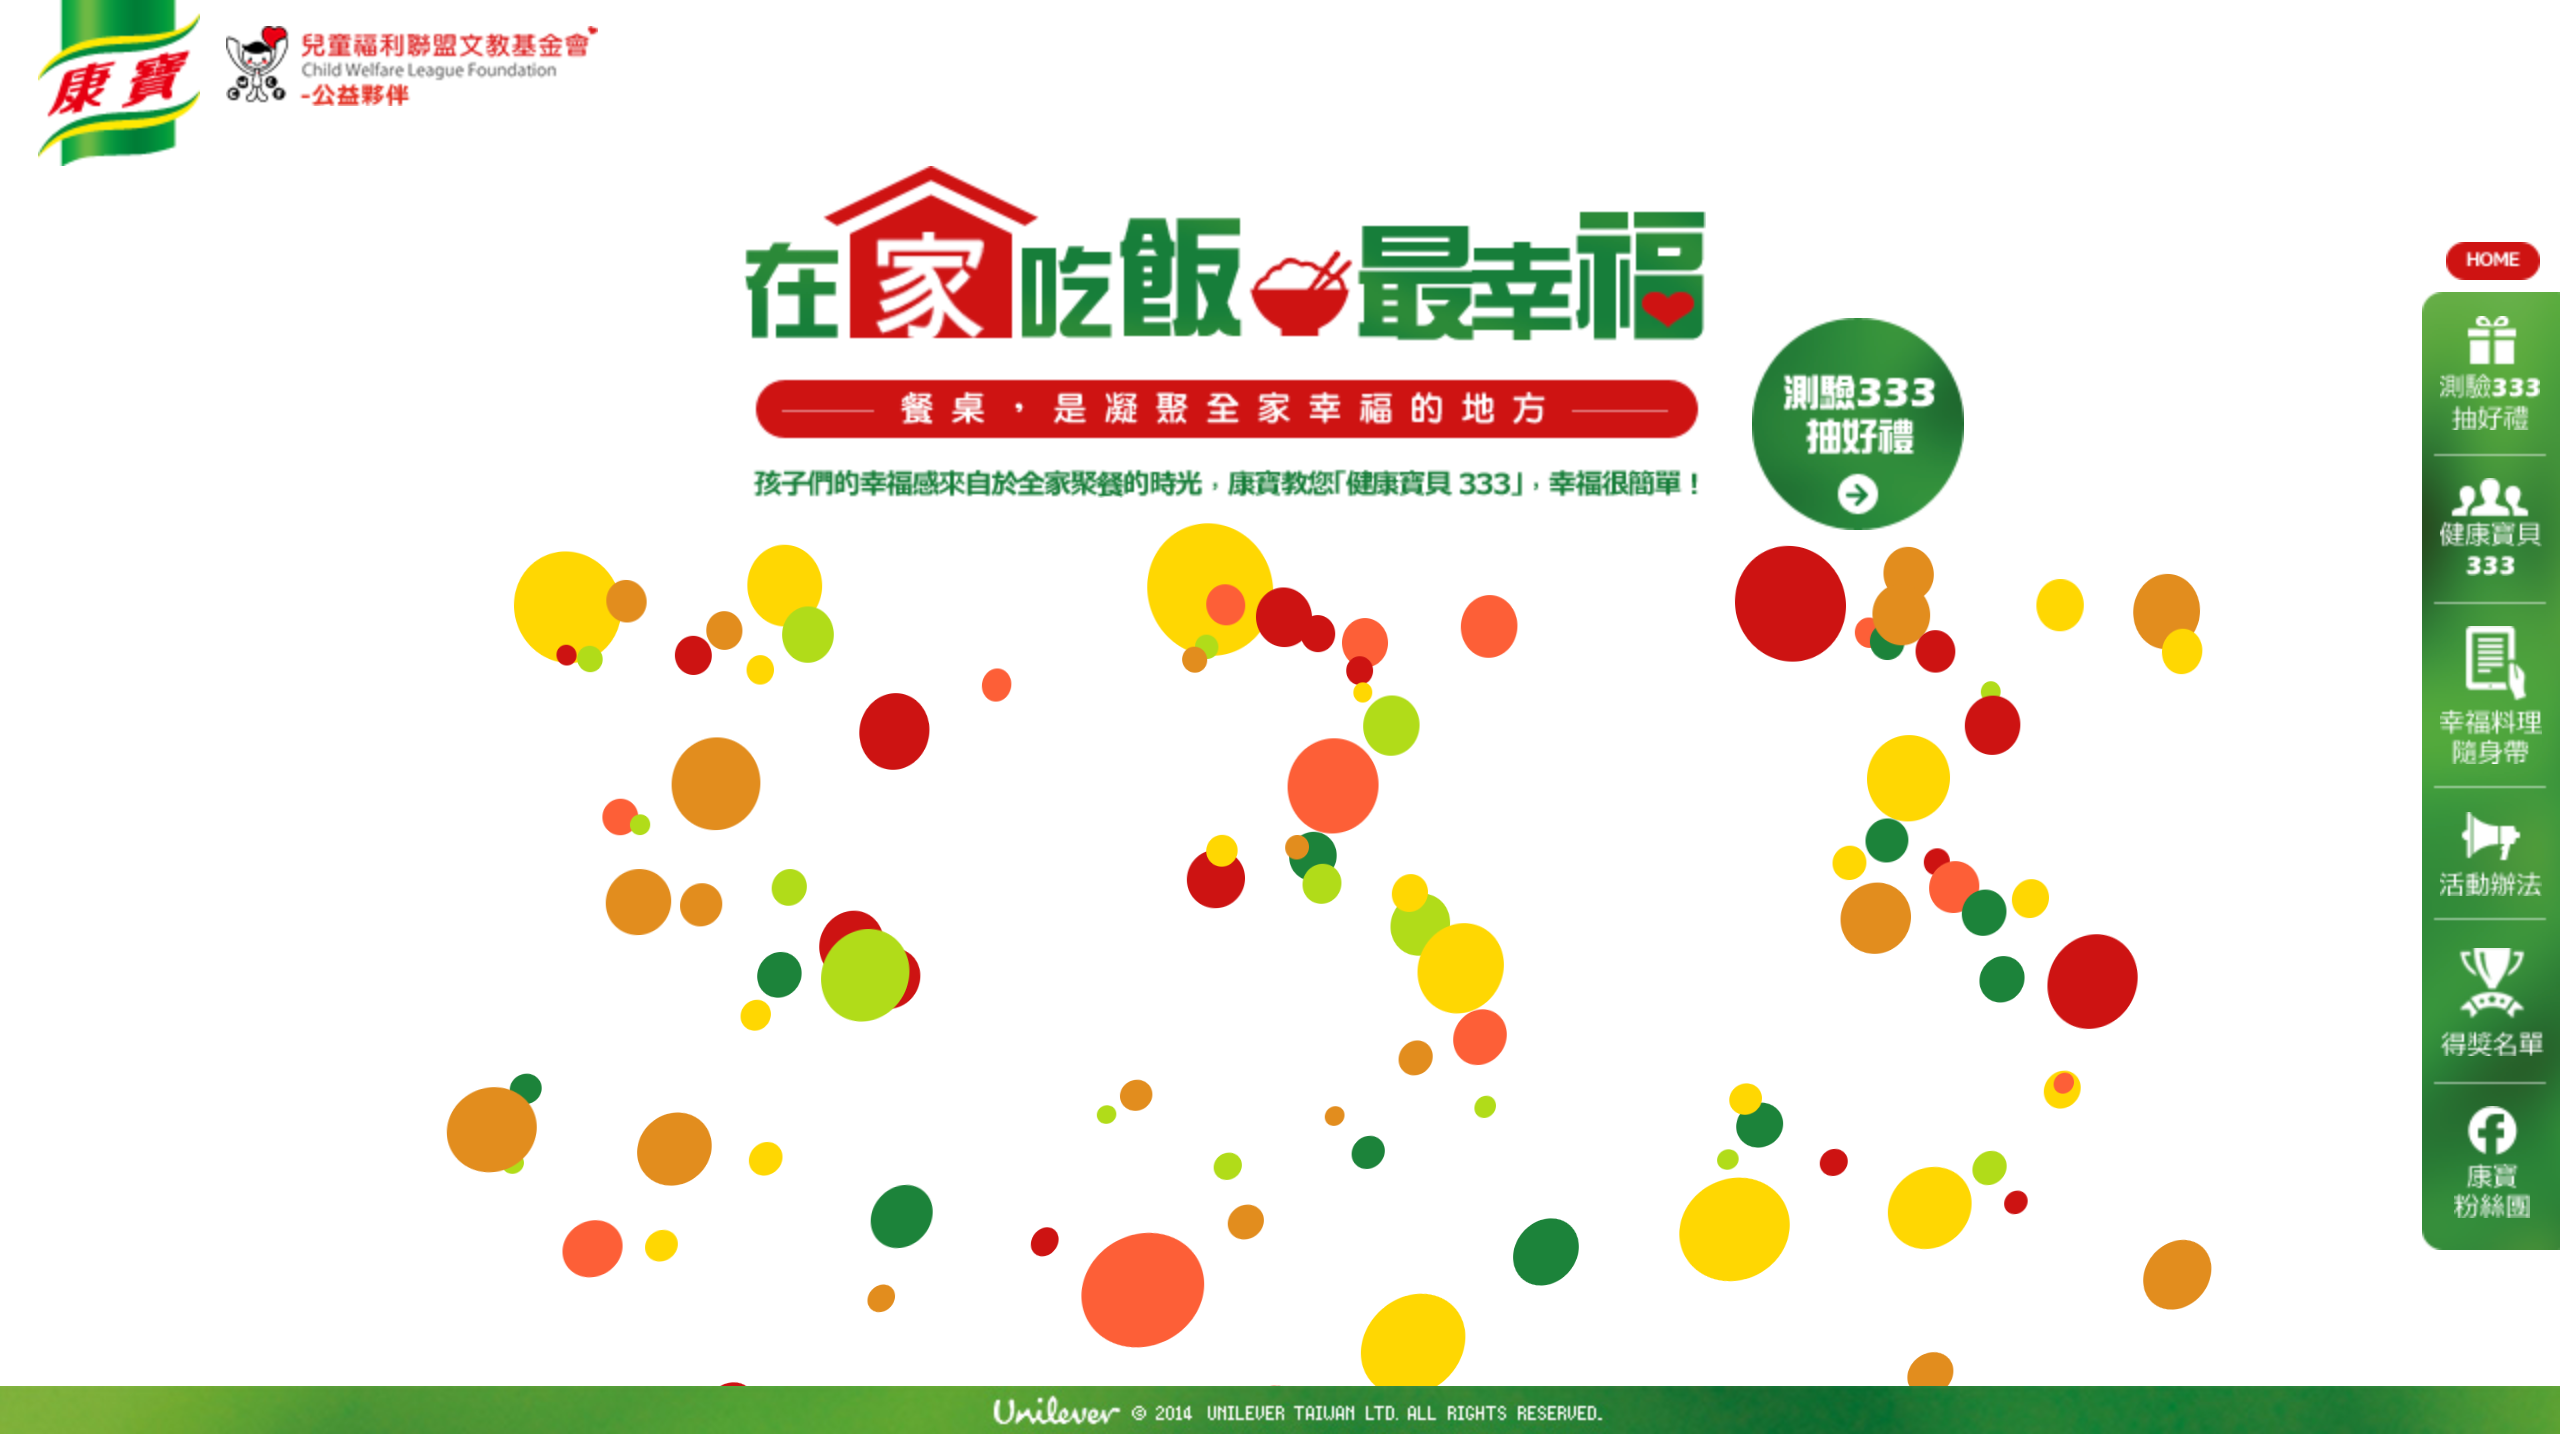 康寶
兒童福利聯盟文教基金會
Child Welfare League Foundation
-公益夥伴
在家吃飯最幸福
餐桌，是凝聚全家幸福的地方
孩子們的幸福感來自於全家聚餐的時光，康寶教您「健康寶貝 333」，幸福很簡單！
測驗333
抽好禮
HOME
測驗333
抽好禮
健康寶貝
333
幸福料理
隨身帶
活動辦法
得獎名單
康寶
粉絲團
Unilever © 2014 UNILEVER TAIWAN LTD. ALL RIGHTS RESERVED.